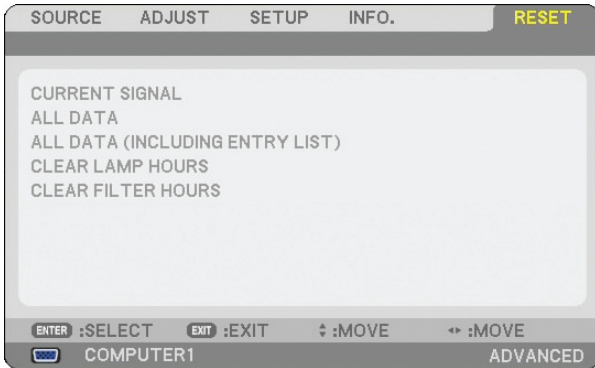 SOURCE ADJUST SETUP INFO. RESET
CURRENT SIGNAL
ALL DATA
ALL DATA (INCLUDING ENTRY LIST)
CLEAR LAMP HOURS
CLEAR FILTER HOURS
ENTER :SELECT EXIT :EXIT :MOVE :MOVE
COMPUTER1 ADVANCED